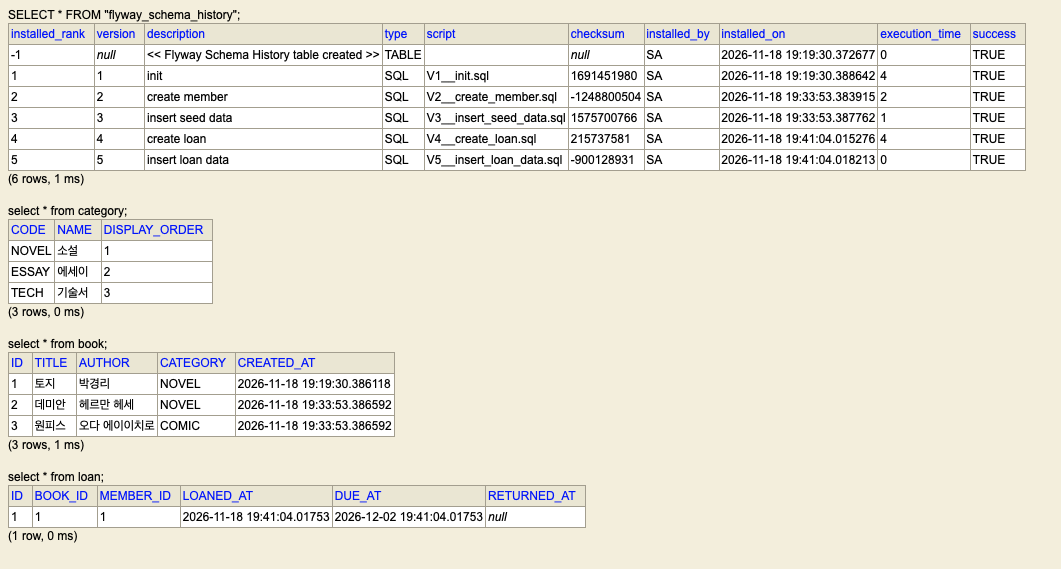 SELECT * FROM "flyway_schema_history";
installed_rank version description type script checksum installed_by installed_on execution_time success
-1 null << Flyway Schema History table created >> TABLE null SA 2026-11-18 19:19:30.372677 0 TRUE
1 1 init SQL V1__init.sql 1691451980 SA 2026-11-18 19:19:30.388642 4 TRUE
2 2 create member SQL V2__create_member.sql -1248800504 SA 2026-11-18 19:33:53.383915 2 TRUE
3 3 insert seed data SQL V3__insert_seed_data.sql 1575700766 SA 2026-11-18 19:33:53.387762 1 TRUE
4 4 create loan SQL V4__create_loan.sql 215737581 SA 2026-11-18 19:41:04.015276 4 TRUE
5 5 insert loan data SQL V5__insert_loan_data.sql -900128931 SA 2026-11-18 19:41:04.018213 0 TRUE
(6 rows, 1 ms)
select * from category;
CODE NAME DISPLAY_ORDER
NOVEL 소설 1
ESSAY 에세이 2
TECH 기술서 3
(3 rows, 0 ms)
select * from book;
ID TITLE AUTHOR CATEGORY CREATED_AT
1 토지 박경리 NOVEL 2026-11-18 19:19:30.386118
2 데미안 헤르만 헤세 NOVEL 2026-11-18 19:33:53.386592
3 원피스 오다 에이이치로 COMIC 2026-11-18 19:33:53.386592
(3 rows, 1 ms)
select * from loan;
ID BOOK_ID MEMBER_ID LOANED_AT DUE_AT RETURNED_AT
1 1 1 2026-11-18 19:41:04.01753 2026-12-02 19:41:04.01753 null
(1 row, 0 ms)